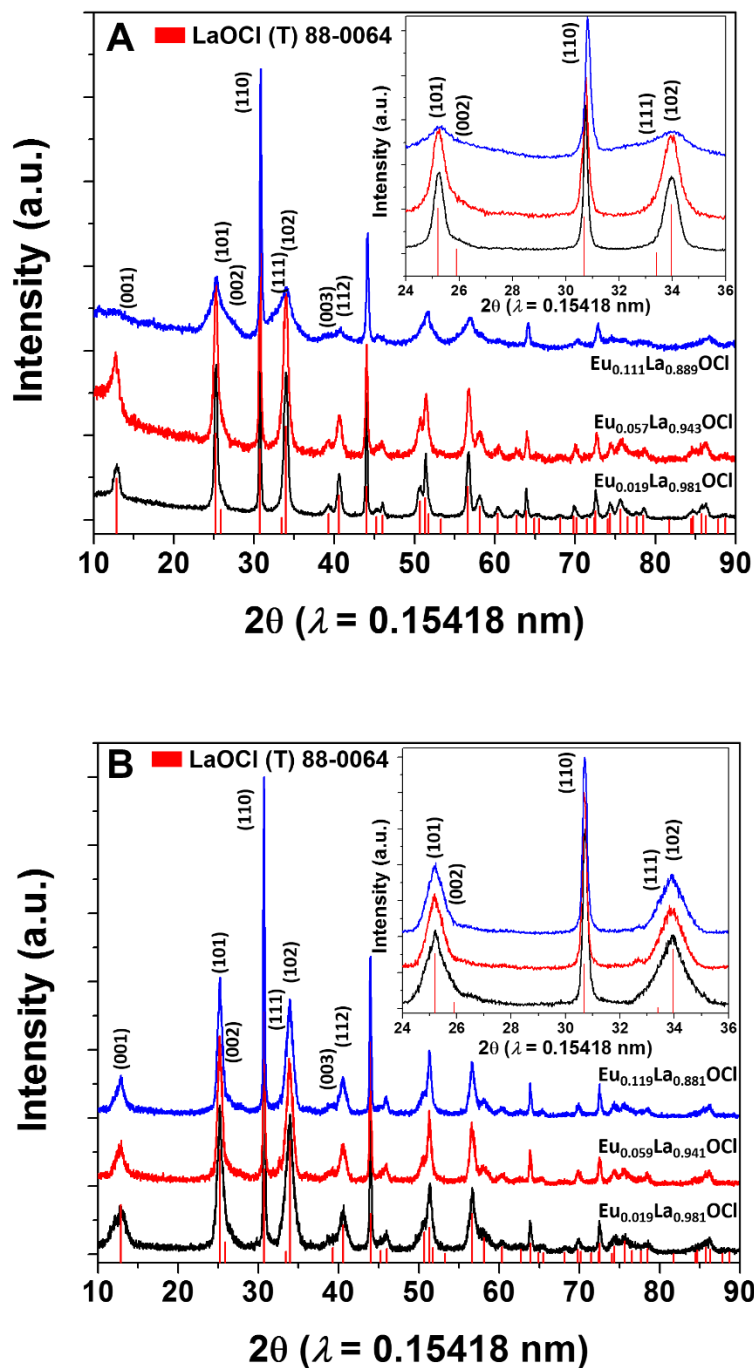 A
LaOCl (T) 88-0064
Intensity (a.u.)
(001)
(101)
(002)
(110)
(111)
(102)
(003)
(112)
Eu0.111La0.889OCl
Eu0.057La0.943OCl
Eu0.019La0.981OCl
10 20 30 40 50 60 70 80 90
2θ (λ = 0.15418 nm)
Intensity (a.u.)
(101)
(002)
(110)
(111)
(102)
24 26 28 30 32 34 36
2θ (λ = 0.15418 nm)
B
LaOCl (T) 88-0064
Intensity (a.u.)
(001)
(101)
(002)
(110)
(111)
(102)
(003)
(112)
Eu0.119La0.881OCl
Eu0.059La0.941OCl
Eu0.019La0.981OCl
10 20 30 40 50 60 70 80 90
2θ (λ = 0.15418 nm)
Intensity (a.u.)
(101)
(002)
(110)
(111)
(102)
24 26 28 30 32 34 36
2θ (λ = 0.15418 nm)